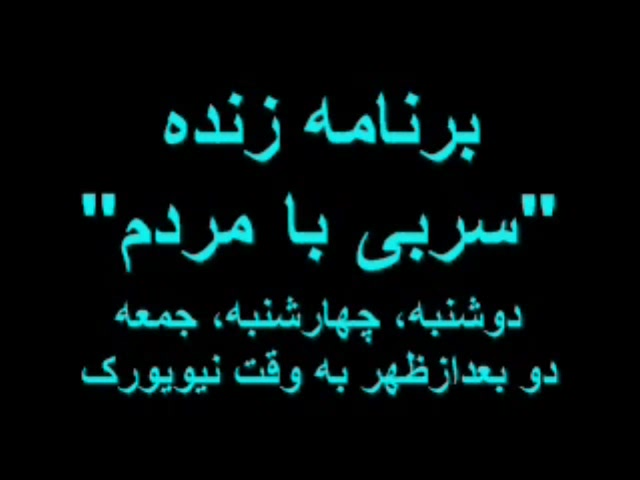 برنامه زنده
"سربی با مردم"
دوشنبه، چهارشنبه، جمعه
دو بعدازظهر به وقت نیویورک